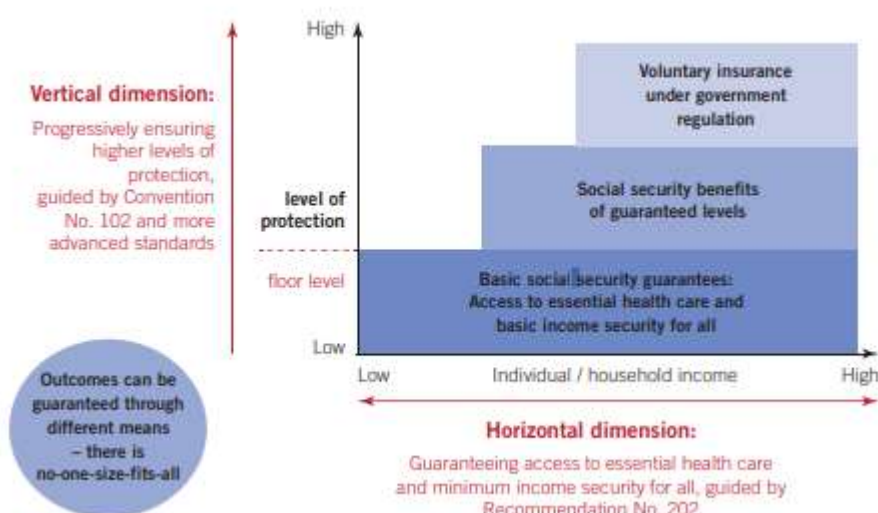 High
Vertical dimension:
Progressively ensuring
higher levels of
protection,
guided by Convention
No. 102 and more
advanced standards
level of
protection
floor level
Low
Voluntary insurance
under government
regulation
Social security benefits
of guaranteed levels
Basic social security guarantees:
Access to essential health care and
basic income security for all
Low
Individual / household income
High
Outcomes can be
guaranteed through
different means
– there is
no-one-size-fits-all
Horizontal dimension:
Guaranteeing access to essential health care
and minimum income security for all, guided by
Recommendation No. 202